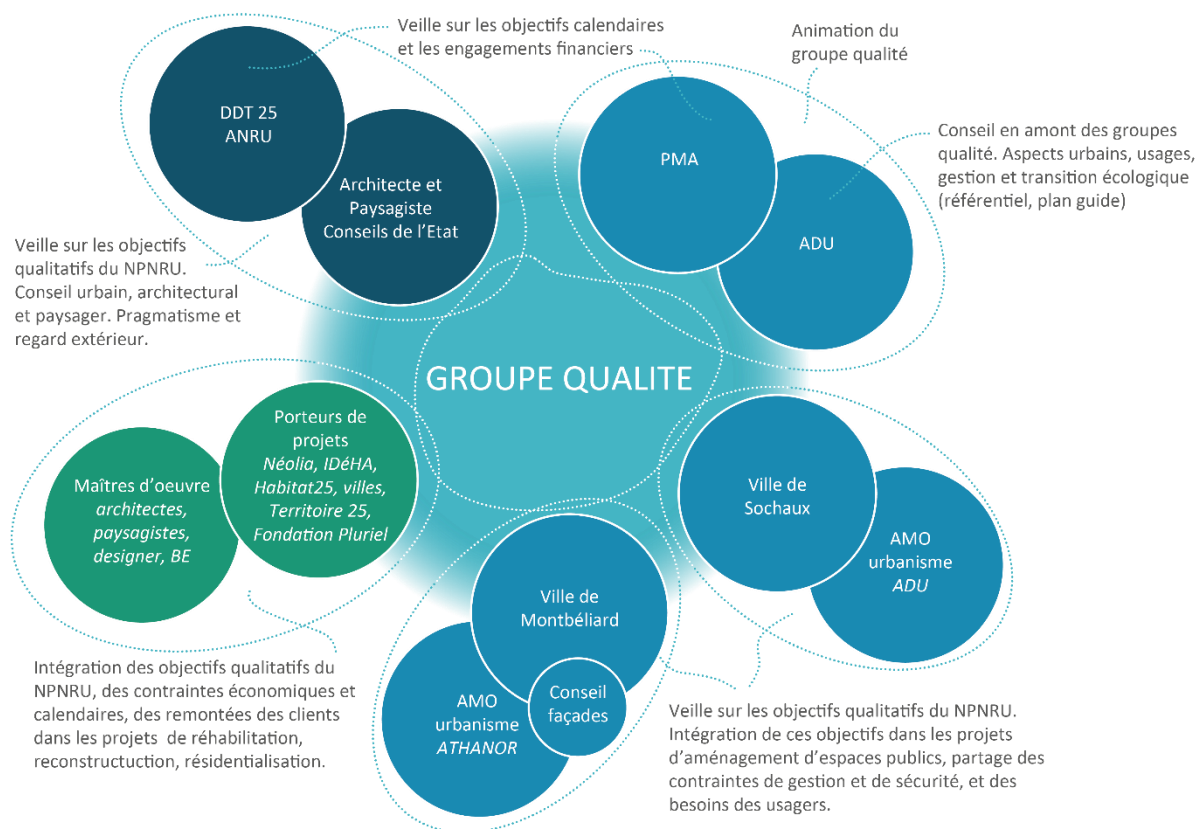 Veille sur les objectifs calendaires
et les engagements financiers
Animation du
groupe qualité
DDT 25
ANRU
Architecte et
Paysagiste
Conseils de l'Etat
PMA
ADU
Conseil en amont des groupes
qualité. Aspects urbains, usages,
gestion et transition écologique
(référentiel, plan guide)
Veille sur les objectifs
qualitatifs du NPNRU.
Conseil urbain, architectural
et paysager. Pragmatisme et
regard extérieur.
GROUPE QUALITE
Maîtres d'oeuvre
architectes,
paysagistes,
designer, BE
Porteurs de
projets
Néolia, IDéHA,
Habitat25, villes,
Territoire 25,
Fondation Pluriel
Ville de
Sochaux
AMO
urbanisme
ADU
Ville de
Montbéliard
Conseil
façades
AMO
urbanisme
ATHANOR
Intégration des objectifs qualitatifs du
NPNRU, des contraintes économiques et
calendaires, des remontées des clients
dans les projets  de réhabilitation,
reconstructuction, résidentialisation.
Veille sur les objectifs qualitatifs du NPNRU.
Intégration de ces objectifs dans les projets
d'aménagement d'espaces publics, partage des
contraintes de gestion et de sécurité, et des
besoins des usagers.